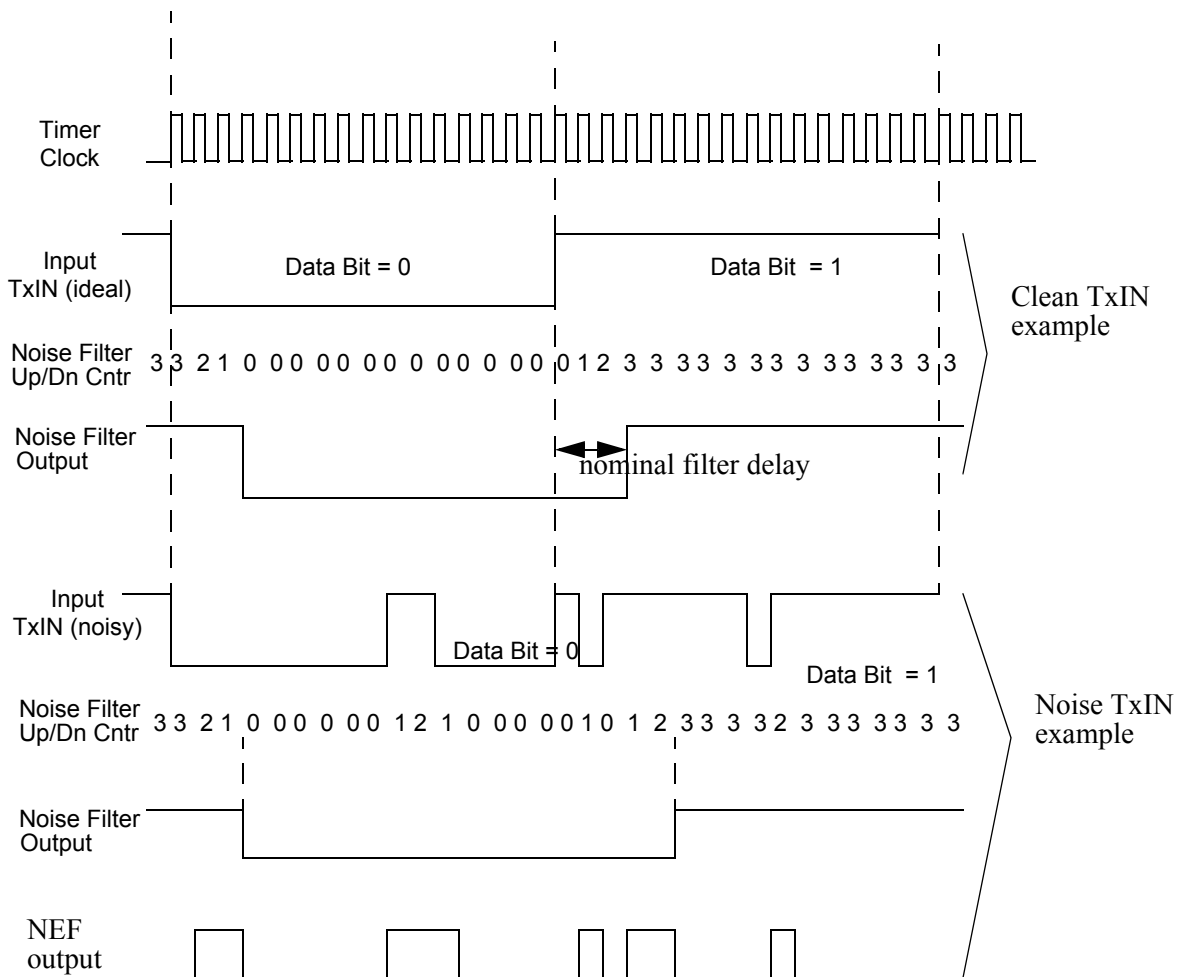 Timer
Clock
Input
TxIN (ideal)
Data Bit = 0
Data Bit = 1
Clean TxIN
example
Noise Filter
Up/Dn Cntr
3 3 2 1 0 0 0 0 0 0 0 0 0 0 0 0 0 0 1 2 3 3 3 3 3 3 3 3 3 3 3 3 3 3
Noise Filter
Output
nominal filter delay
Input
TxIN (noisy)
Data Bit = 0
Data Bit = 1
Noise Filter
Up/Dn Cntr
3 3 2 1 0 0 0 0 0 0 1 2 1 0 0 0 0 0 1 0 1 2 3 3 3 3 2 3 3 3 3 3 3 3
Noise TxIN
example
Noise Filter
Output
NEF
output